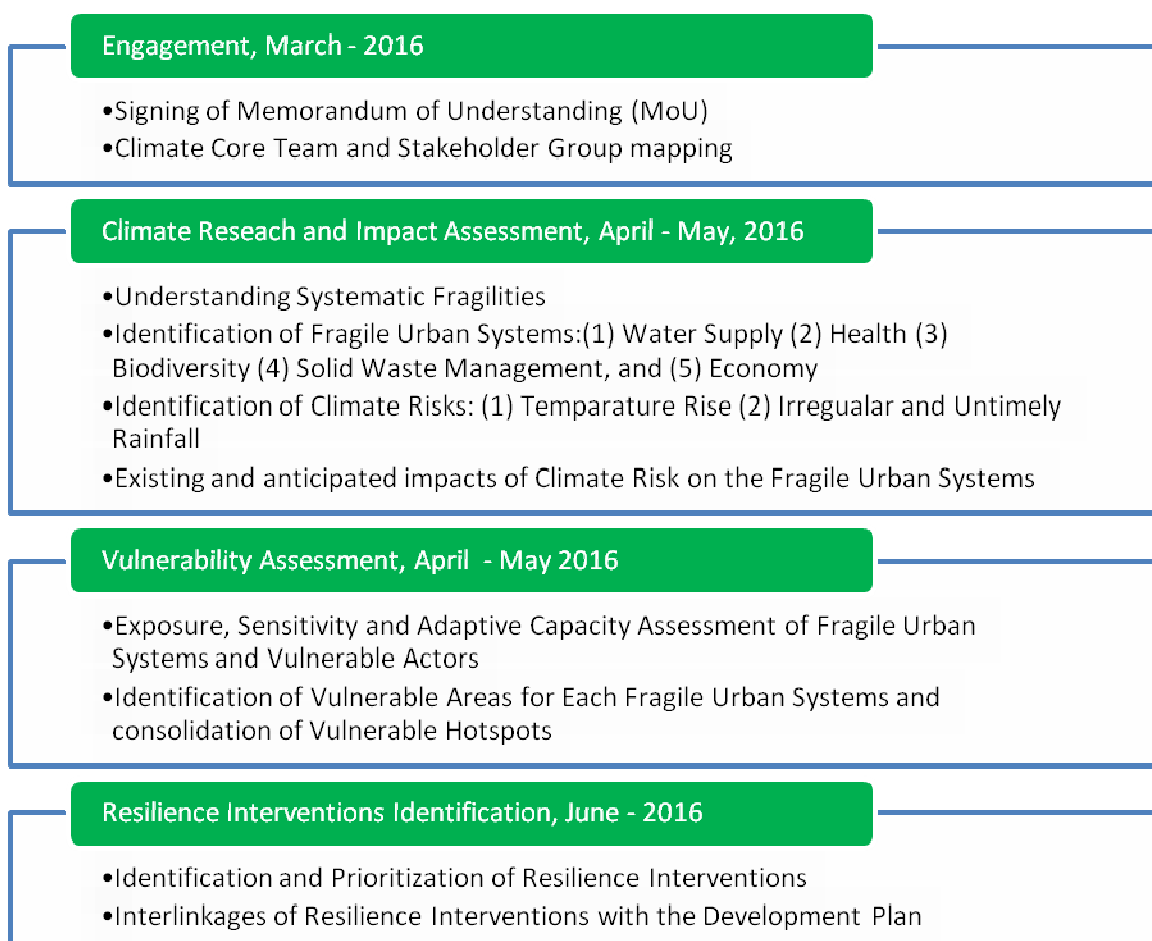 Engagement, March - 2016
•Signing of Memorandum of Understanding (MoU)
•Climate Core Team and Stakeholder Group mapping
Climate Reseach and Impact Assessment, April - May, 2016
•Understanding Systematic Fragilities
•Identification of Fragile Urban Systems:(1) Water Supply (2) Health (3)
Biodiversity (4) Solid Waste Management, and (5) Economy
•Identification of Climate Risks: (1) Temparature Rise (2) Irregualar and Untimely
Rainfall
•Existing and anticipated impacts of Climate Risk on the Fragile Urban Systems
Vulnerability Assessment, April  - May 2016
•Exposure, Sensitivity and Adaptive Capacity Assessment of Fragile Urban
Systems and Vulnerable Actors
•Identification of Vulnerable Areas for Each Fragile Urban Systems and
consolidation of Vulnerable Hotspots
Resilience Interventions Identification, June - 2016
•Identification and Prioritization of Resilience Interventions
•Interlinkages of Resilience Interventions with the Development Plan